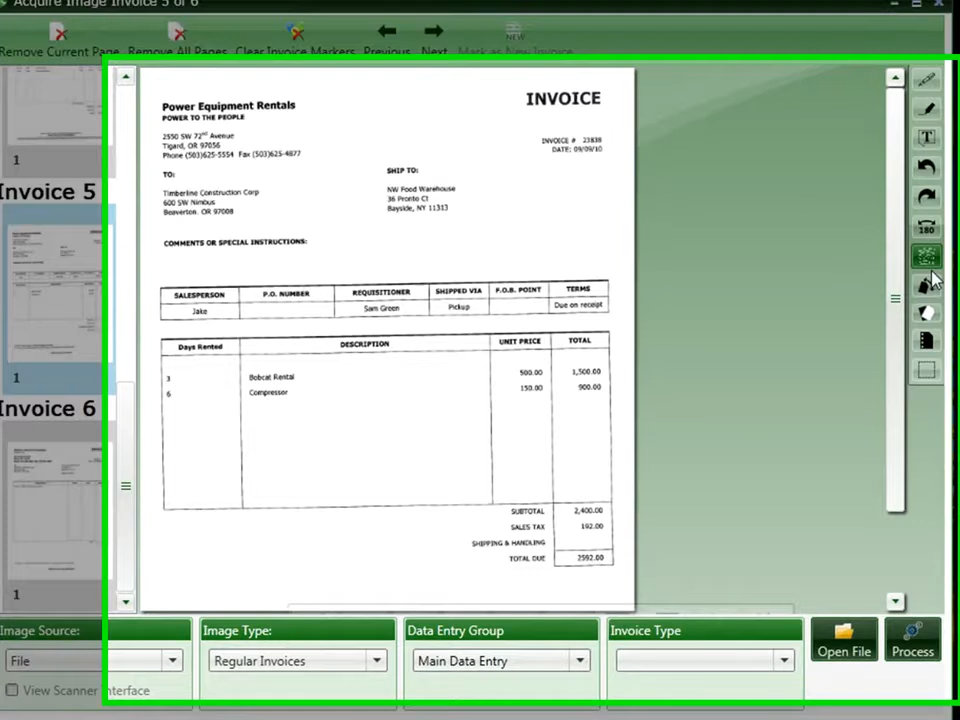 Acquire Image Invoice 5 of 6
Remove Current Page Remove All Pages Clear Invoice Markers Previous Next Mark as New Invoice
NEW
1
Invoice 5
1
Invoice 6
1
Power Equipment Rentals
POWER TO THE PEOPLE
INVOICE
2550 SW 72nd Avenue
Tigard, OR 97056
Phone (503)625-5554 Fax (503)625-4877
INVOICE # 23838
DATE: 09/09/10
TO:
Timberline Construction Corp
600 SW Nimbus
Beaverton, OR 97008
SHIP TO:
NW Food Warehouse
36 Pronto Ct
Bayside, NY 11313
COMMENTS OR SPECIAL INSTRUCTIONS:
SALESPERSON P.O. NUMBER REQUISITIONER SHIPPED VIA F.O.B. POINT TERMS
Jake Sam Green Pickup Due on receipt
Days Rented DESCRIPTION UNIT PRICE TOTAL
3 Bobcat Rental 500.00 1,500.00
6 Compressor 150.00 900.00
SUBTOTAL 2,400.00
SALES TAX 192.00
SHIPPING & HANDLING
TOTAL DUE 2592.00
T
180
Image Source: Image Type: Data Entry Group Invoice Type
File Regular Invoices Main Data Entry
View Scanner Interface
Open File Process